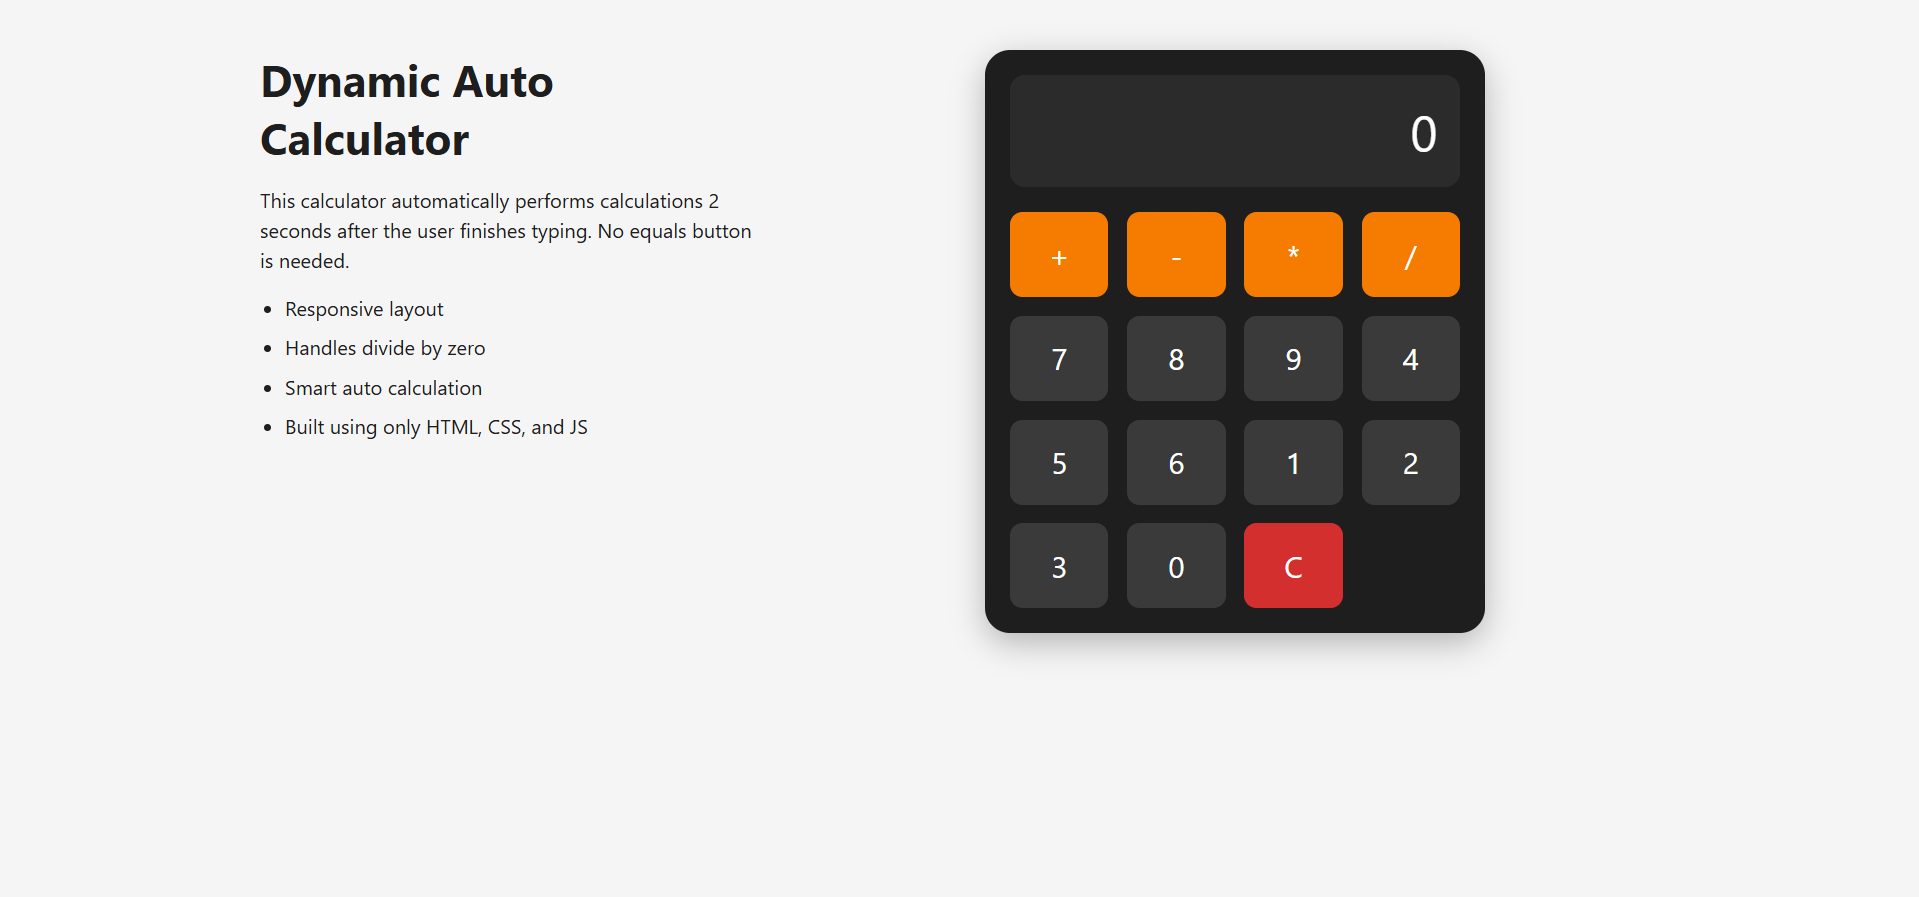 Dynamic Auto
Calculator
This calculator automatically performs calculations 2
seconds after the user finishes typing. No equals button
is needed.
Responsive layout
Handles divide by zero
Smart auto calculation
Built using only HTML, CSS, and JS
0
+ - * /
7 8 9 4
5 6 1 2
3 0 C